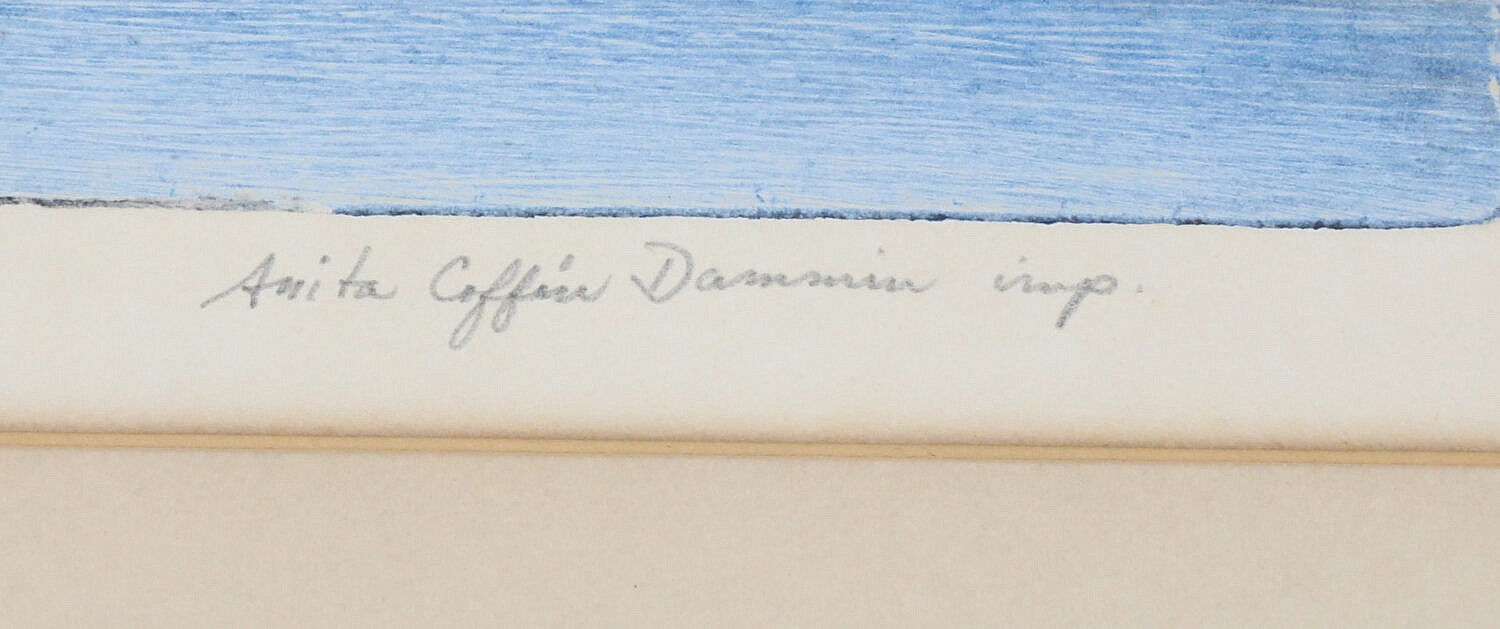 Anita Coffin Dammin imp.